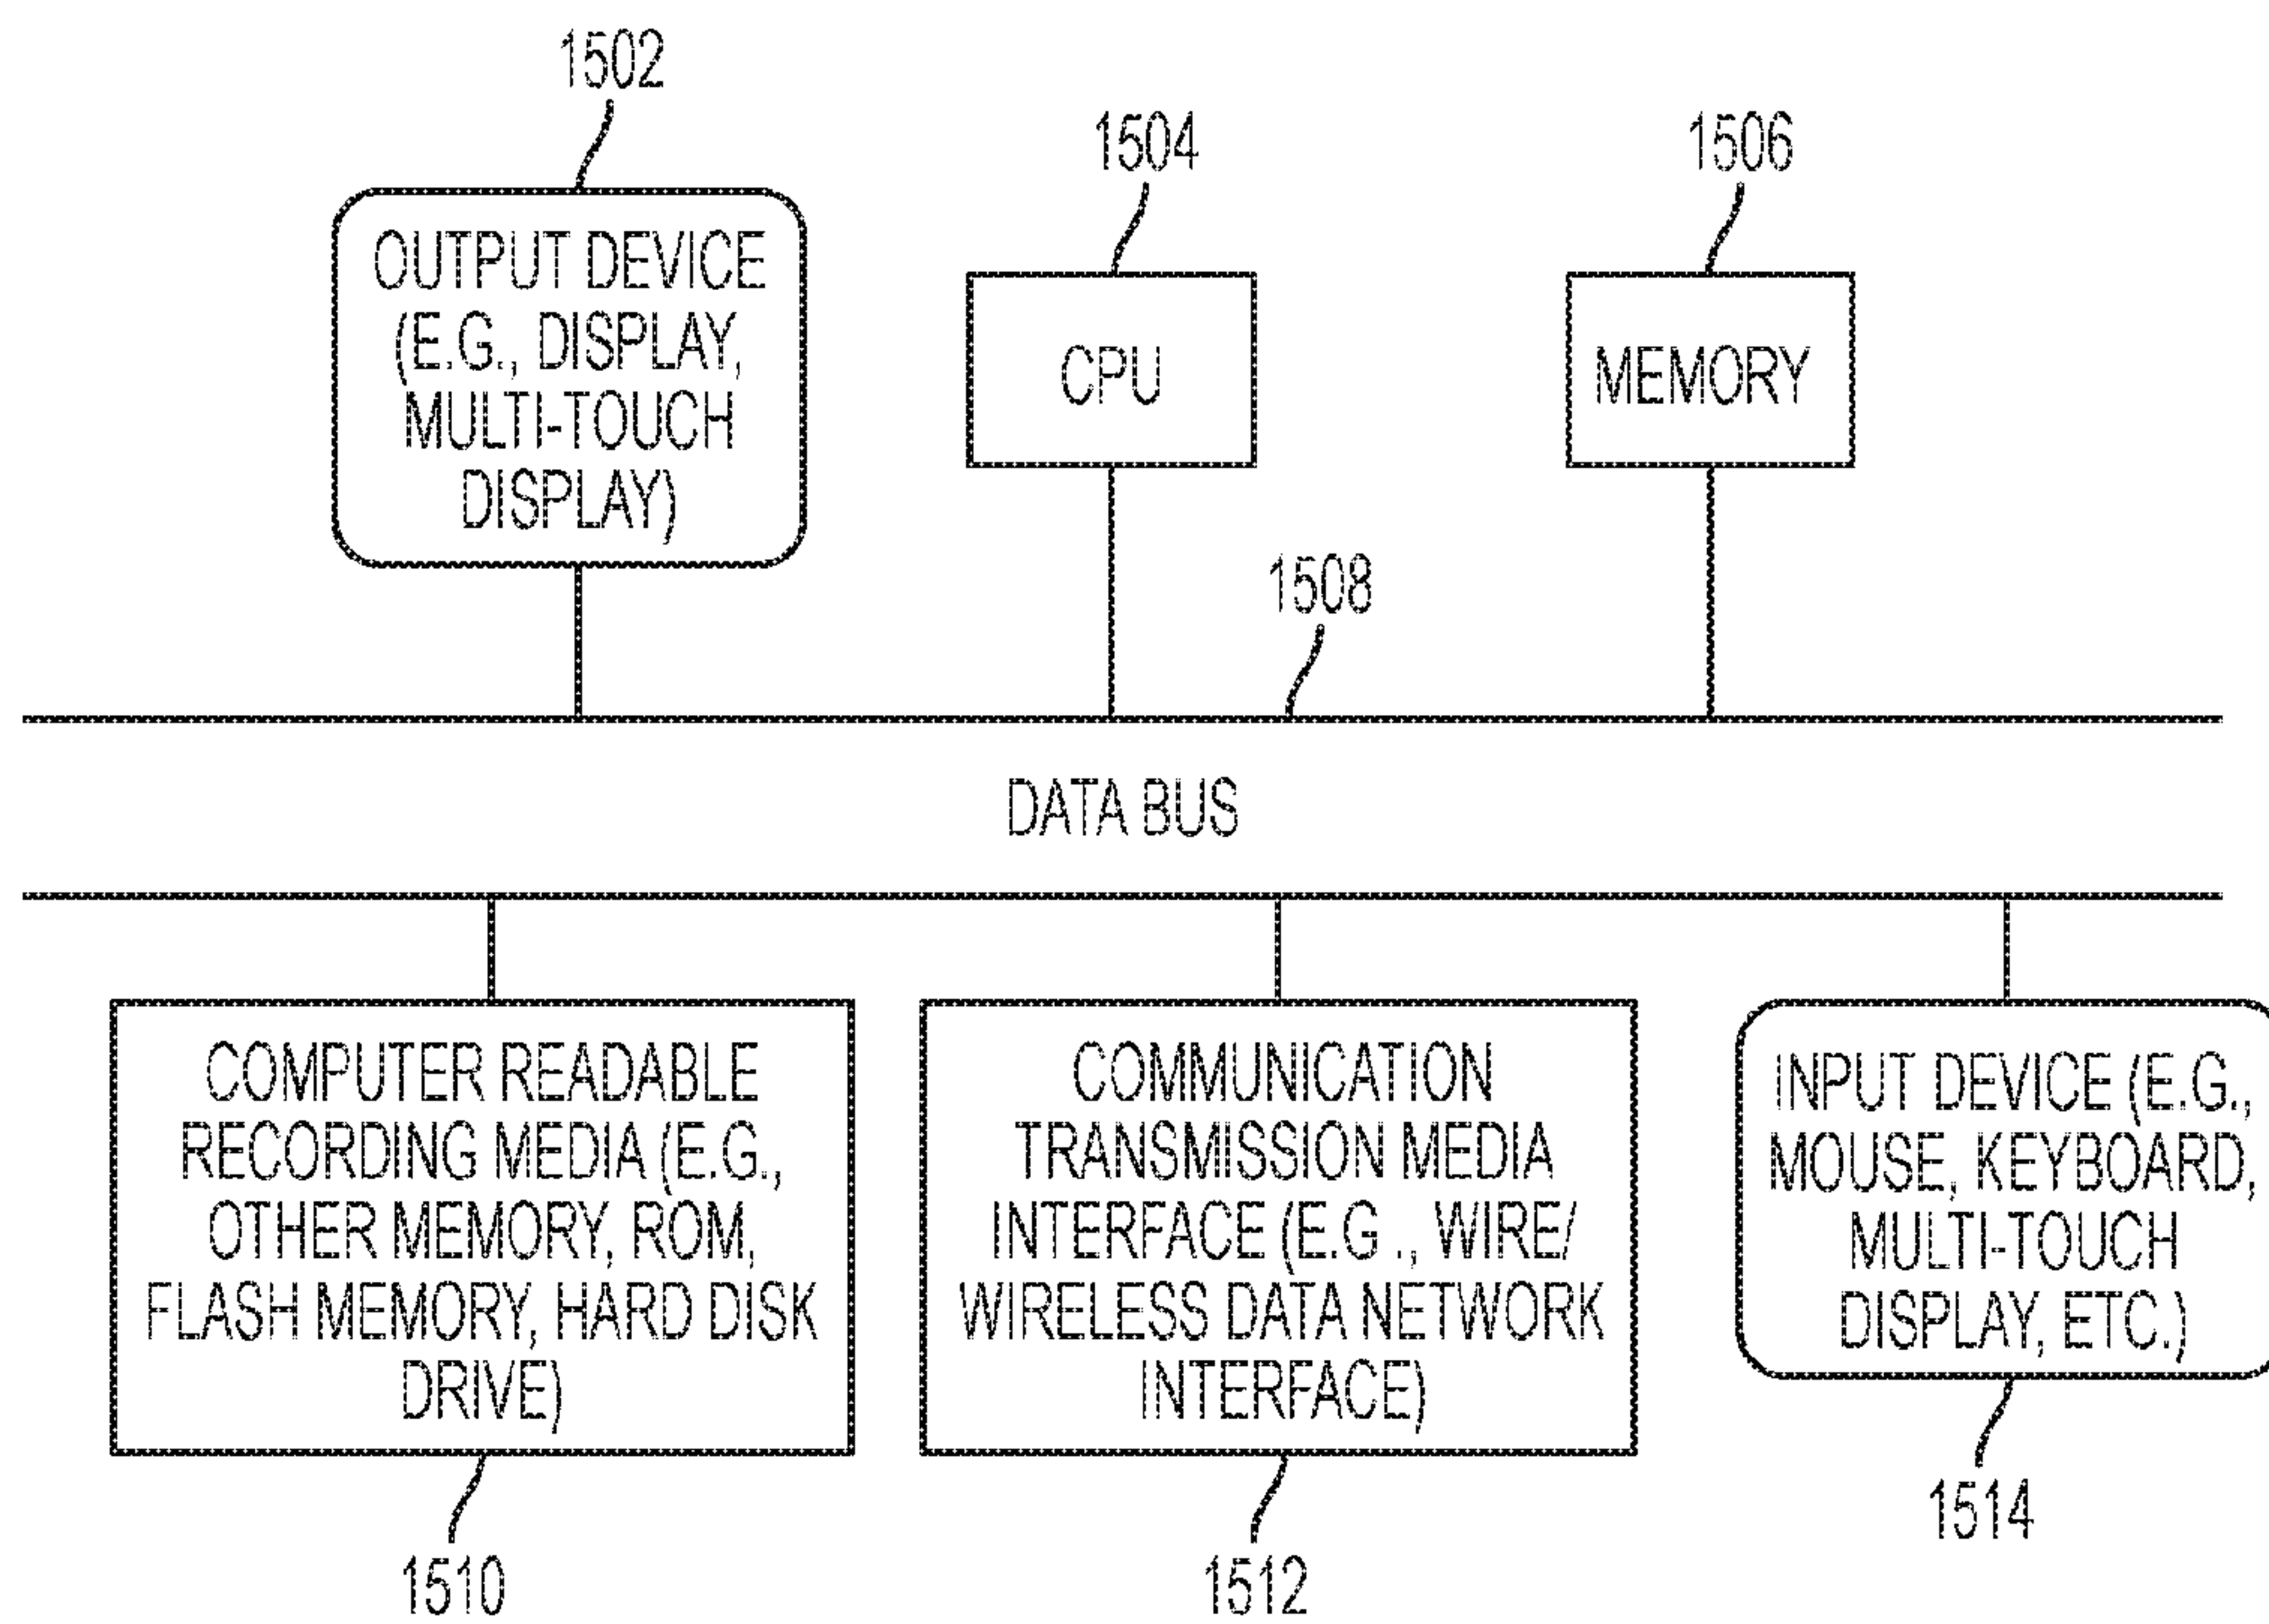 1502
1504
1506
OUTPUT DEVICE
(E.G., DISPLAY,
MULTI-TOUCH
DISPLAY)
CPU
MEMORY
1508
DATA BUS
COMPUTER READABLE
RECORDING MEDIA (E.G.,
OTHER MEMORY, ROM,
FLASH MEMORY, HARD DISK
DRIVE)
1510
COMMUNICATION
TRANSMISSION MEDIA
INTERFACE (E.G ., WIRE/
WIRELESS DATA NETWORK
INTERFACE)
1512
INPUT DEVICE (E.G.,
MOUSE, KEYBOARD,
MULTI-TOUCH
DISPLAY, ETC.)
1514